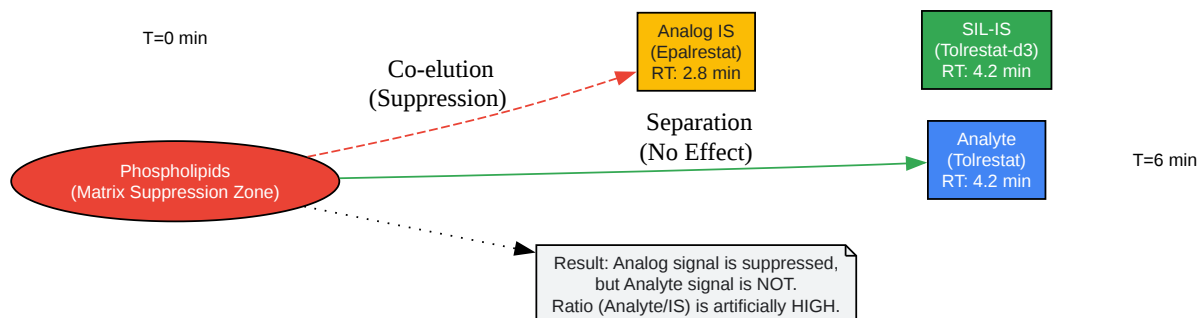 T=0 min
Analog IS
(Epalrestat)
RT: 2.8 min
SIL-IS
(Tolrestat-d3)
RT: 4.2 min
Co-elution
(Suppression)
Separation
(No Effect)
Analyte
(Tolrestat)
RT: 4.2 min
T=6 min
Phospholipids
(Matrix Suppression Zone)
Result: Analog signal is suppressed,
but Analyte signal is NOT.
Ratio (Analyte/IS) is artificially HIGH.